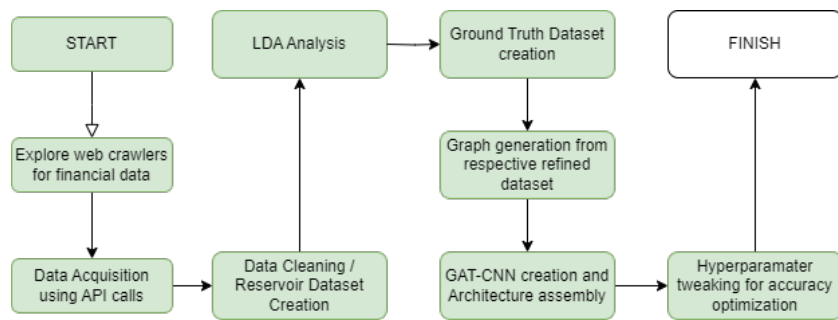 START
Explore web crawlers
for financial data
Data Acquisition
using API calls
Data Cleaning /
Reservoir Dataset
Creation
LDA Analysis
Ground Truth Dataset
creation
Graph generation from
respective refined
dataset
GAT-CNN creation and
Architecture assembly
Hyperparamater
tweaking for accuracy
optimization
FINISH